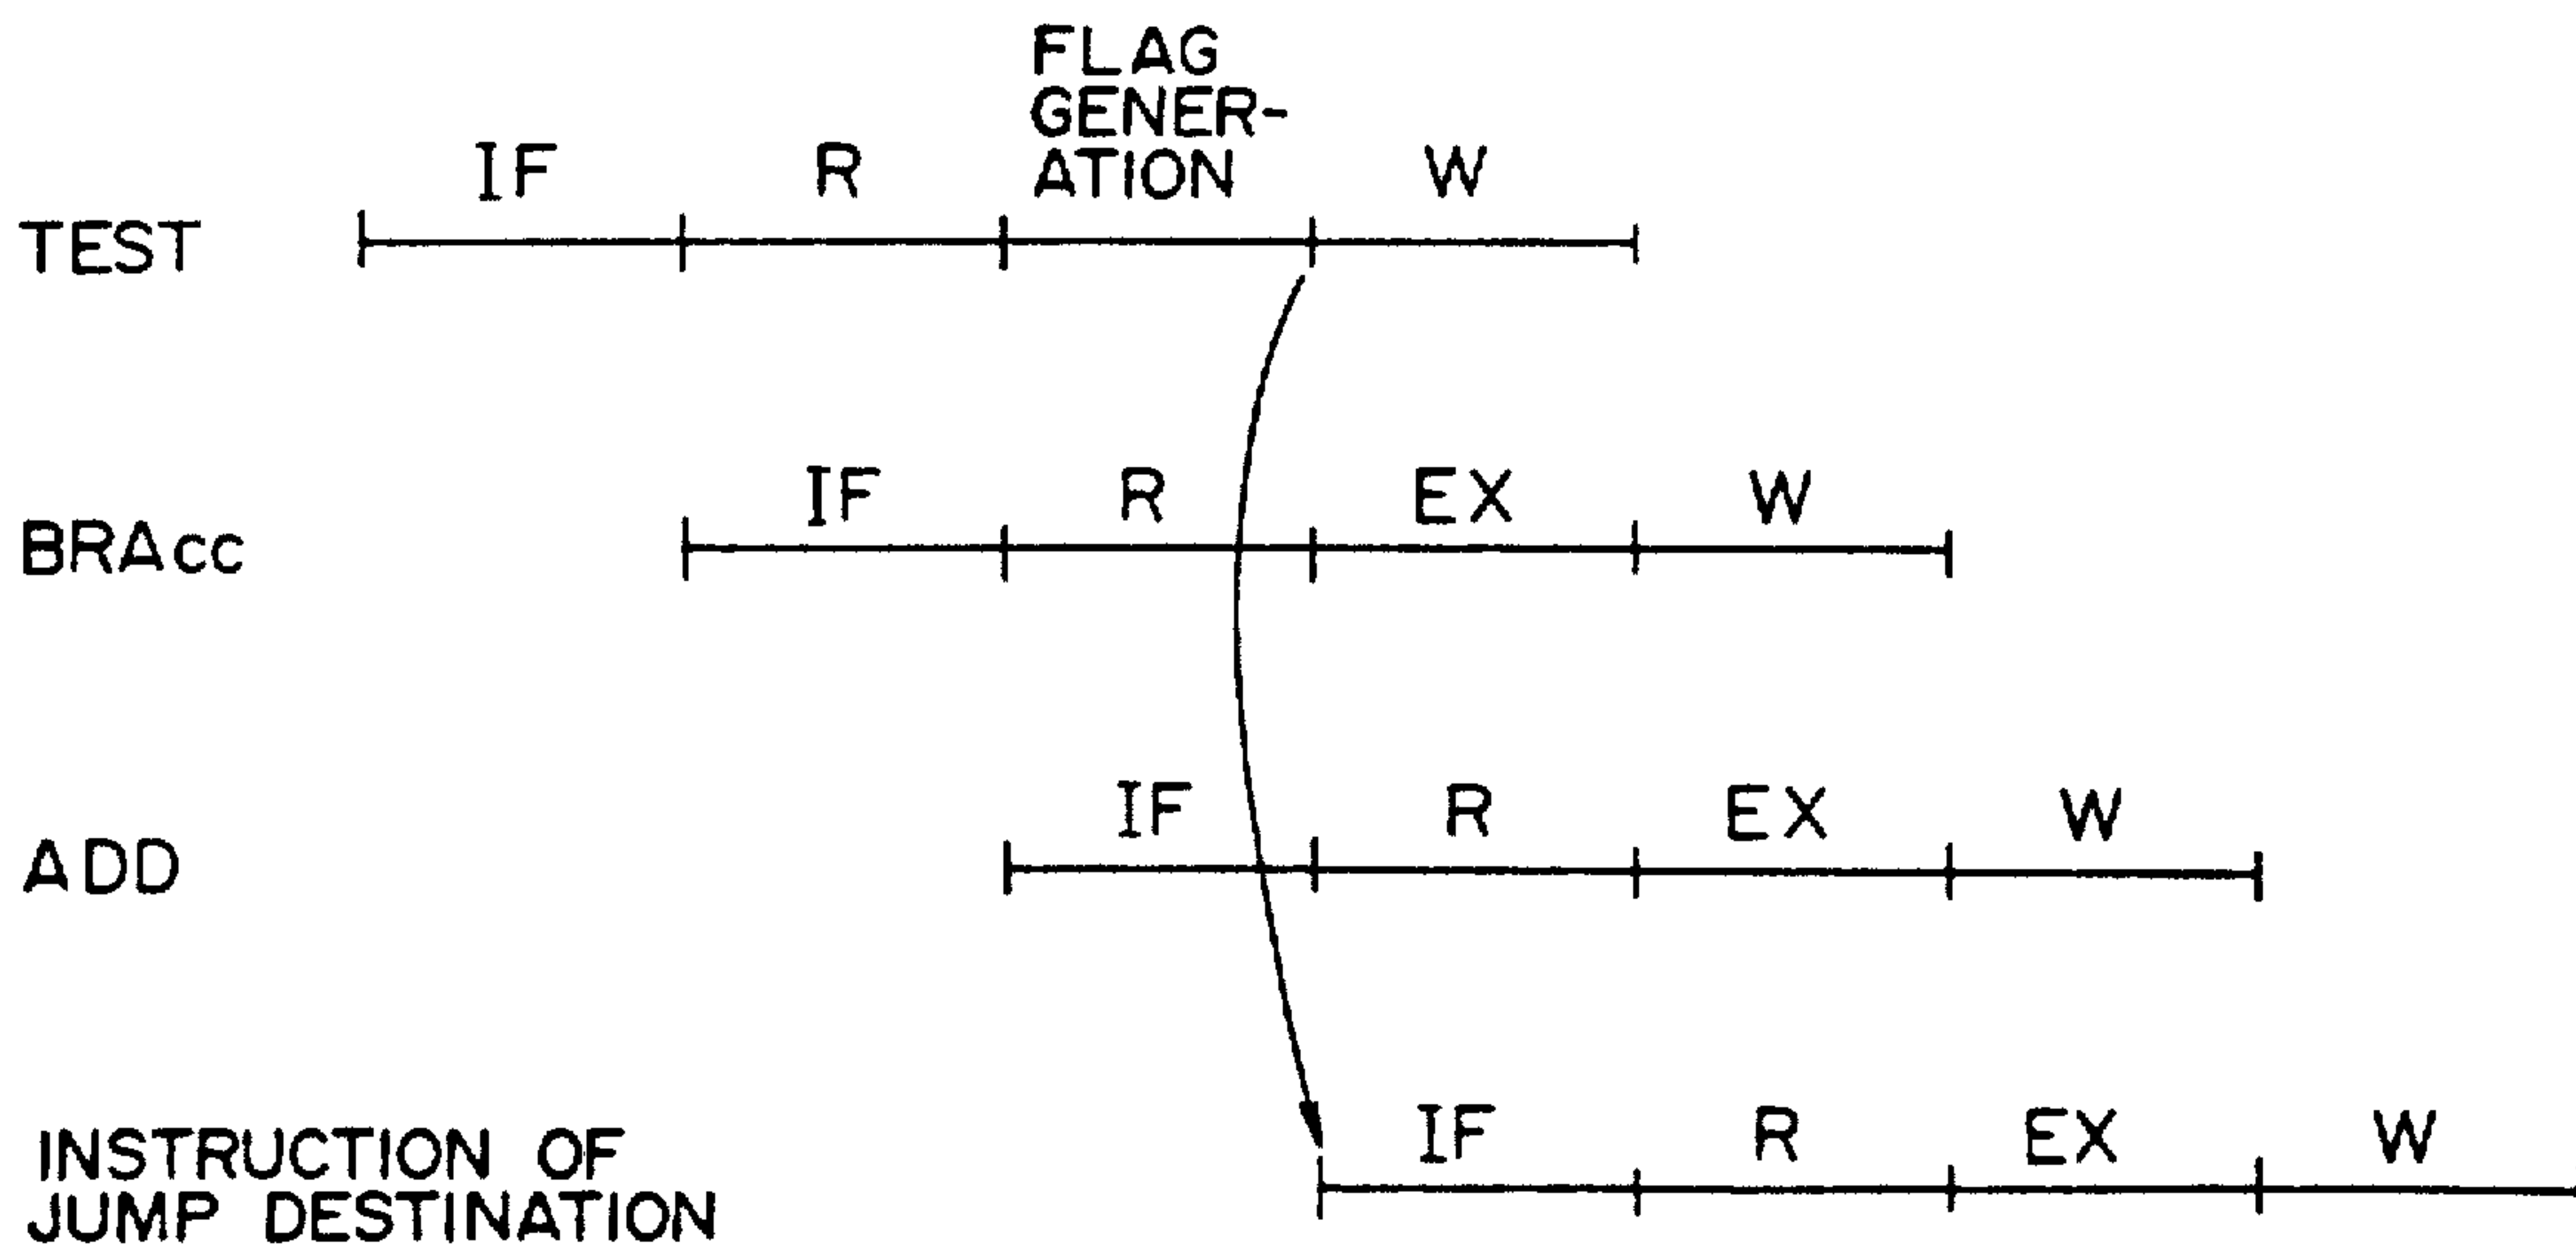 FLAG
GENER-
ATION
IF R W
TEST
IF R EX W
BRAcc
IF R EX W
ADD
IF R EX W
INSTRUCTION OF
JUMP DESTINATION